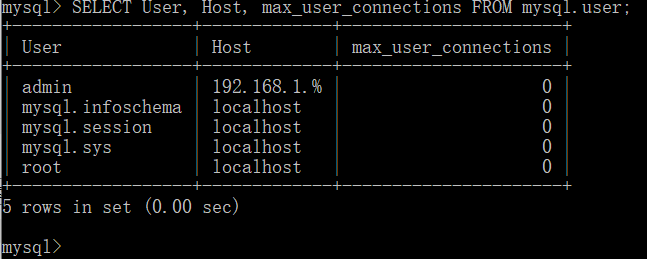 mysql> SELECT User, Host, max_user_connections FROM mysql.user;
+------------------+-------------+----------------------+
| User             | Host        | max_user_connections |
+------------------+-------------+----------------------+
| admin            | 192.168.1.% |                    0 |
| mysql.infoschema | localhost   |                    0 |
| mysql.session    | localhost   |                    0 |
| mysql.sys        | localhost   |                    0 |
| root             | localhost   |                    0 |
+------------------+-------------+----------------------+
5 rows in set (0.00 sec)
mysql>